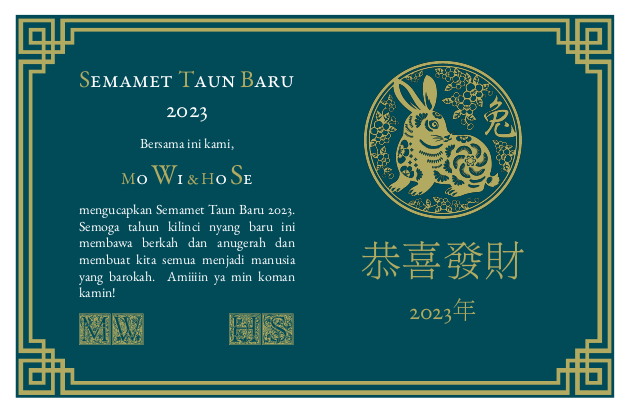 Semamet Taun Baru
2023
Bersama ini kami,
Mo Wi & Ho Se
mengucapkan Semamet Taun Baru 2023.
Semoga tahun kilinci nyang baru ini
membawa berkah dan anugerah dan
membuat kita semua menjadi manusia
yang barokah. Amiiiin ya min koman
kamin!
MW HS
兔
恭喜發財
2023年